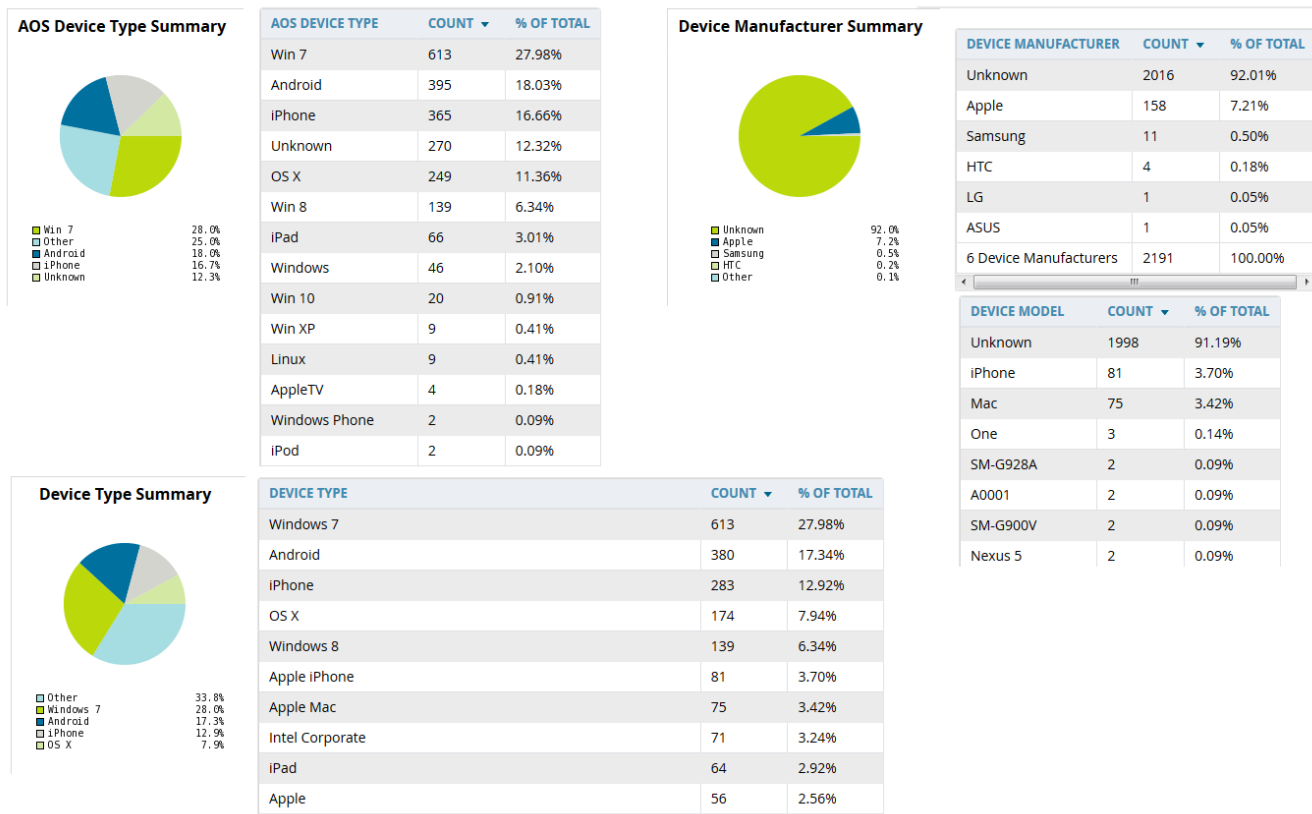 AOS Device Type Summary
Win 7 28.0%
Other 25.0%
Android 18.0%
iPhone 16.7%
Unknown 12.3%
AOS DEVICE TYPE COUNT % OF TOTAL
Win 7 613 27.98%
Android 395 18.03%
iPhone 365 16.66%
Unknown 270 12.32%
OS X 249 11.36%
Win 8 139 6.34%
iPad 66 3.01%
Windows 46 2.10%
Win 10 20 0.91%
Win XP 9 0.41%
Linux 9 0.41%
AppleTV 4 0.18%
Windows Phone 2 0.09%
iPod 2 0.09%
Device Manufacturer Summary
Unknown 92.0%
Apple 7.2%
Samsung 0.5%
HTC 0.2%
Other 0.1%
DEVICE MANUFACTURER COUNT % OF TOTAL
Unknown 2016 92.01%
Apple 158 7.21%
Samsung 11 0.50%
HTC 4 0.18%
LG 1 0.05%
ASUS 1 0.05%
6 Device Manufacturers 2191 100.00%
DEVICE MODEL COUNT % OF TOTAL
Unknown 1998 91.19%
iPhone 81 3.70%
Mac 75 3.42%
One 3 0.14%
SM-G928A 2 0.09%
A0001 2 0.09%
SM-G900V 2 0.09%
Nexus 5 2 0.09%
Device Type Summary
Other 33.8%
Windows 7 28.0%
Android 17.3%
iPhone 12.9%
OS X 7.9%
DEVICE TYPE COUNT % OF TOTAL
Windows 7 613 27.98%
Android 380 17.34%
iPhone 283 12.92%
OS X 174 7.94%
Windows 8 139 6.34%
Apple iPhone 81 3.70%
Apple Mac 75 3.42%
Intel Corporate 71 3.24%
iPad 64 2.92%
Apple 56 2.56%